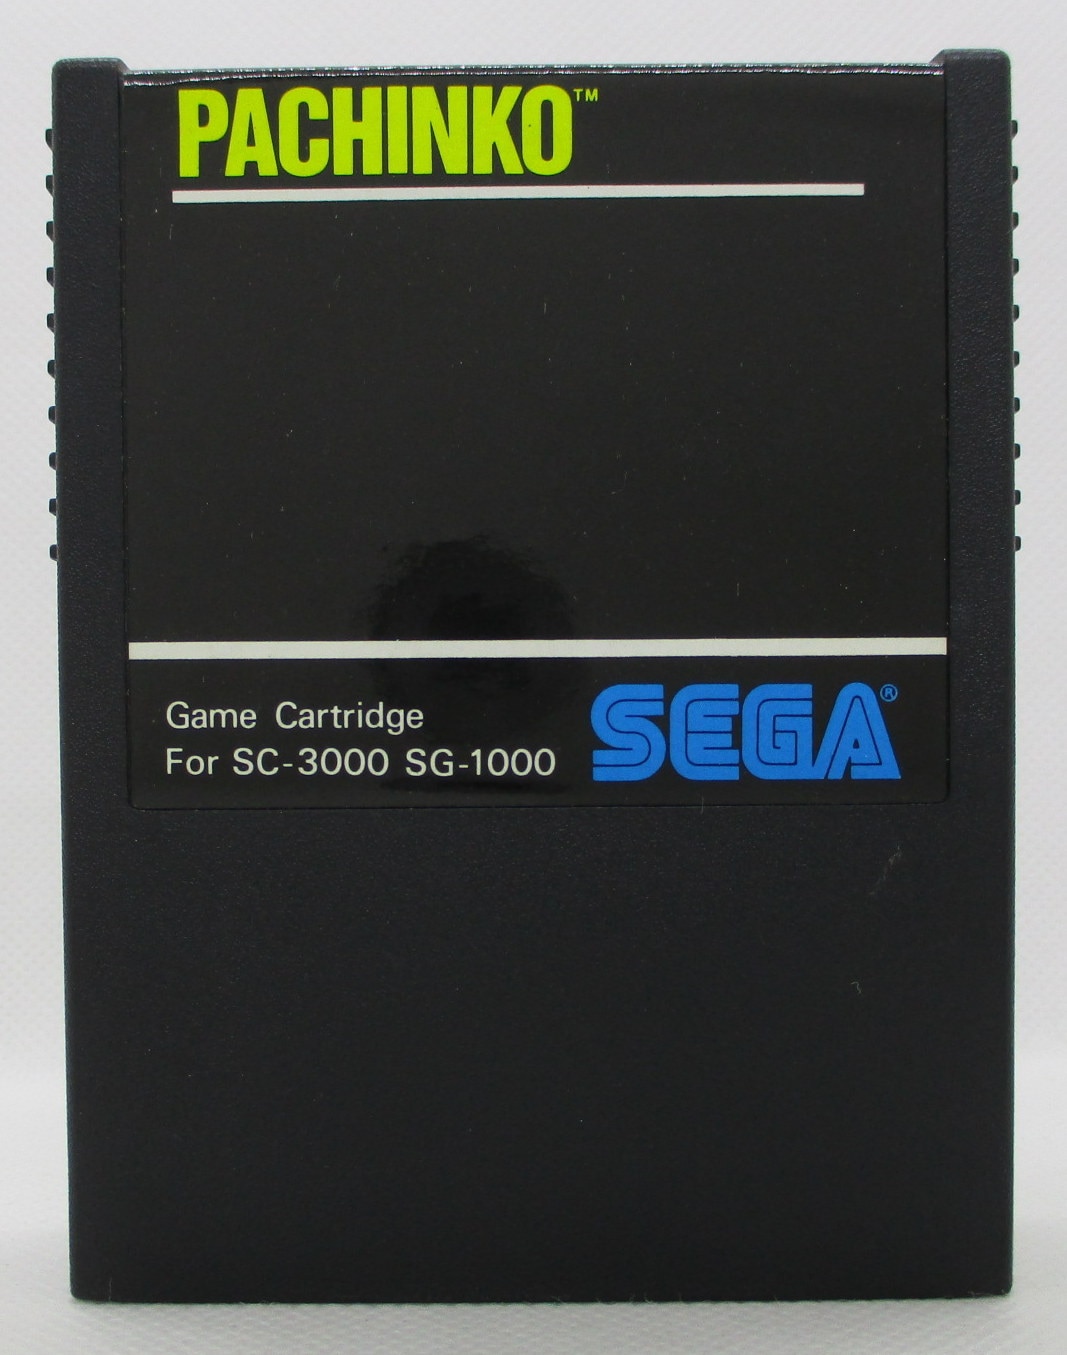 PACHINKO™
Game Cartridge
For SC-3000 SG-1000
SEGA®